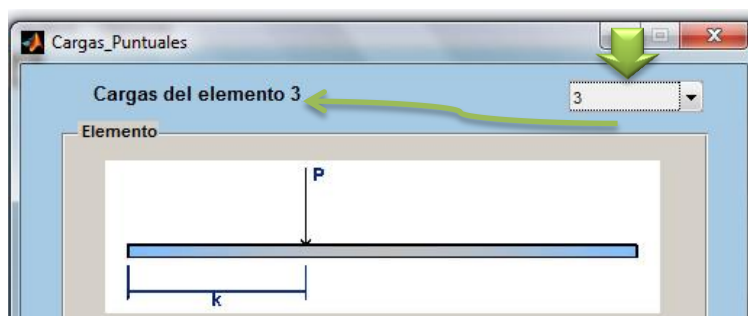 Cargas_Puntuales
Cargas del elemento 3
3
Elemento
P
k